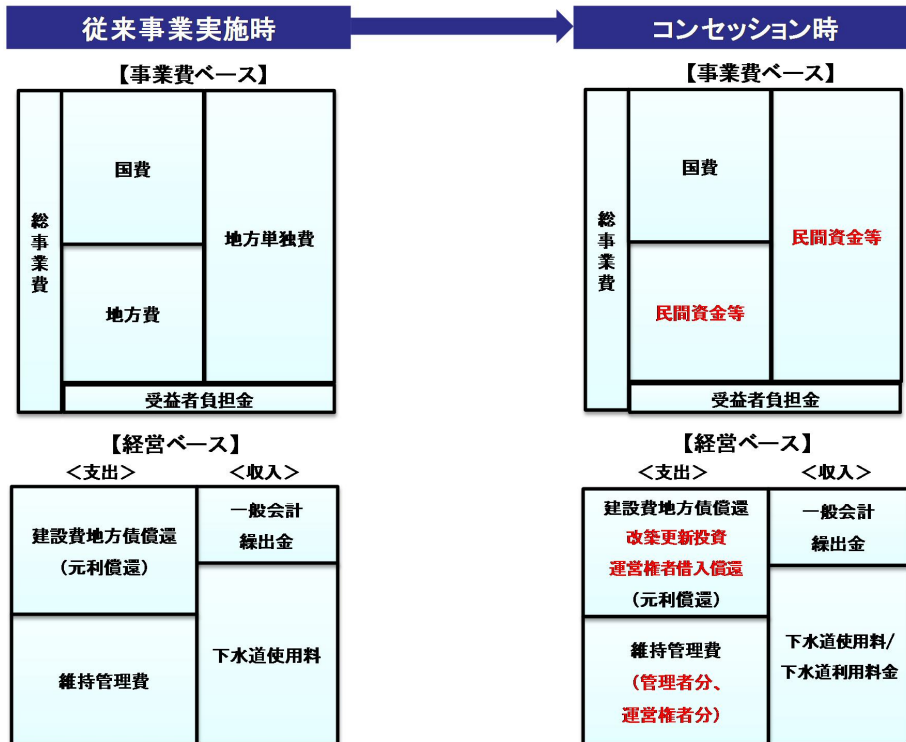 従来事業実施時
コンセッション時
【事業費ベース】
総事業費
国費
地方費
地方単独費
受益者負担金
【事業費ベース】
総事業費
国費
民間資金等
民間資金等
受益者負担金
【経営ベース】
＜支出＞
＜収入＞
建設費地方債償還
(元利償還)
維持管理費
一般会計
繰出金
下水道使用料
【経営ベース】
＜支出＞
＜収入＞
建設費地方債償還
改築更新投資
運営権者借入償還
(元利償還)
維持管理費
(管理者分、
運営権者分)
一般会計
繰出金
下水道使用料/
下水道利用料金